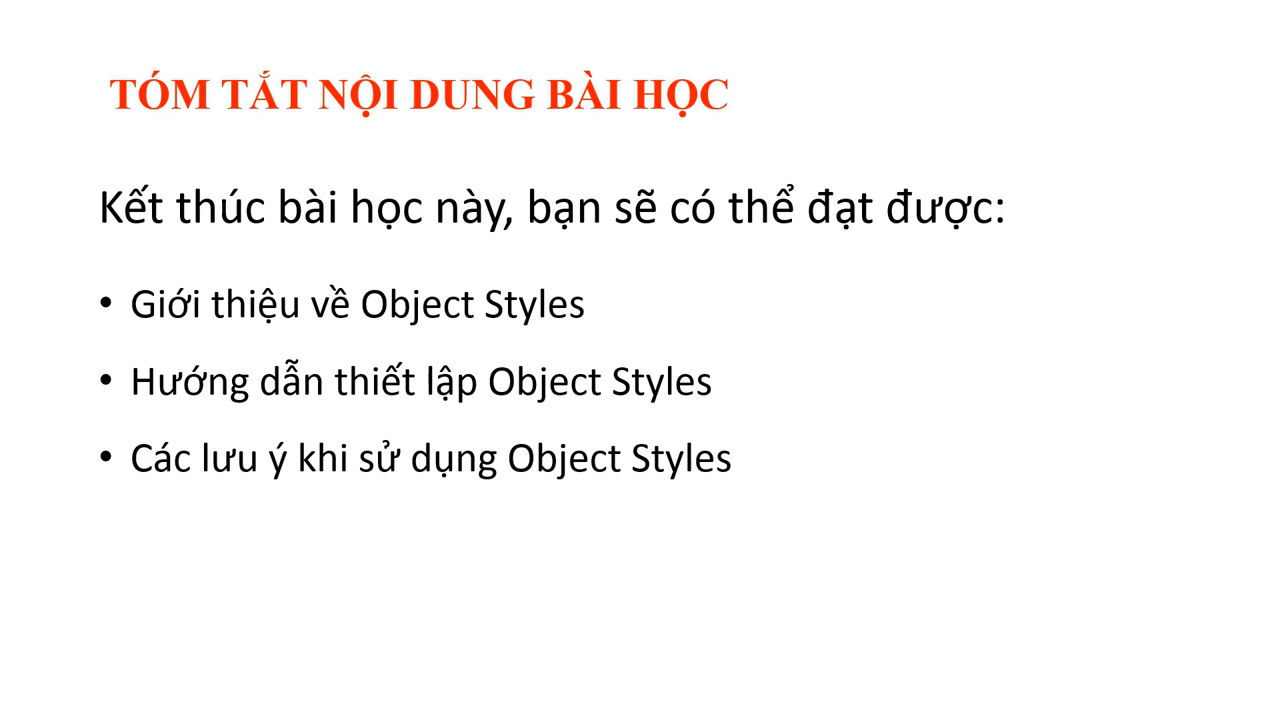 TÓM TẮT NỘI DUNG BÀI HỌC
Kết thúc bài học này, bạn sẽ có thể đạt được:
• Giới thiệu về Object Styles
• Hướng dẫn thiết lập Object Styles
• Các lưu ý khi sử dụng Object Styles